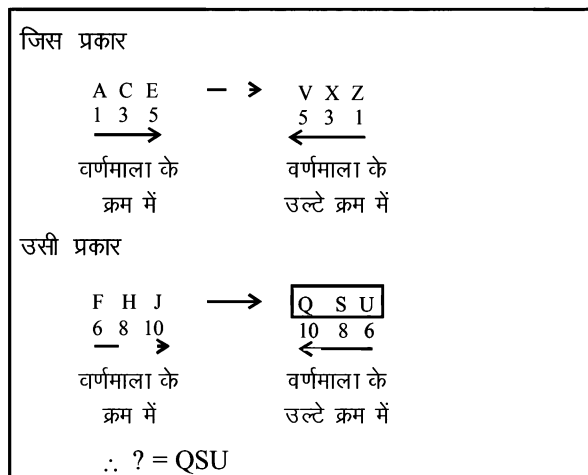 जिस प्रकार
A C E V X Z
1 3 5 5 3 1
वर्णमाला के वर्णमाला के
क्रम में उल्टे क्रम में
उसी प्रकार
F H J Q S U
6 8 10 10 8 6
वर्णमाला के वर्णमाला के
क्रम में उल्टे क्रम में
∴ ? = QSU